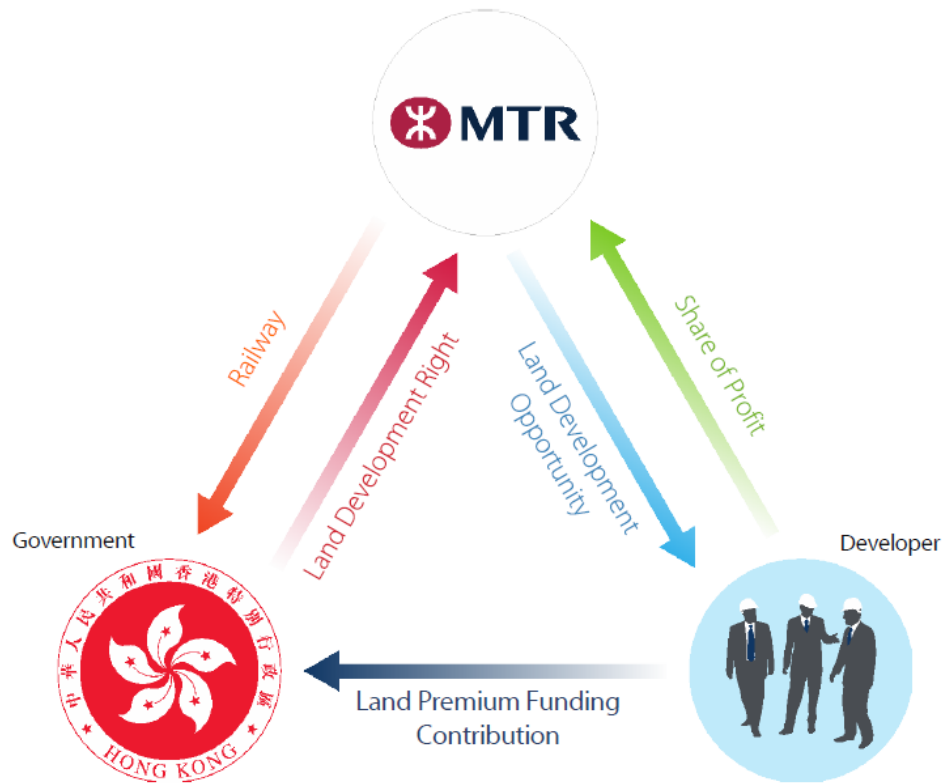 MTR
Railway
Land Development Right
Land Development
Opportunity
Share of Profit
Government
Developer
中華人民共和國香港特別行政區
HONG KONG
Land Premium Funding
Contribution